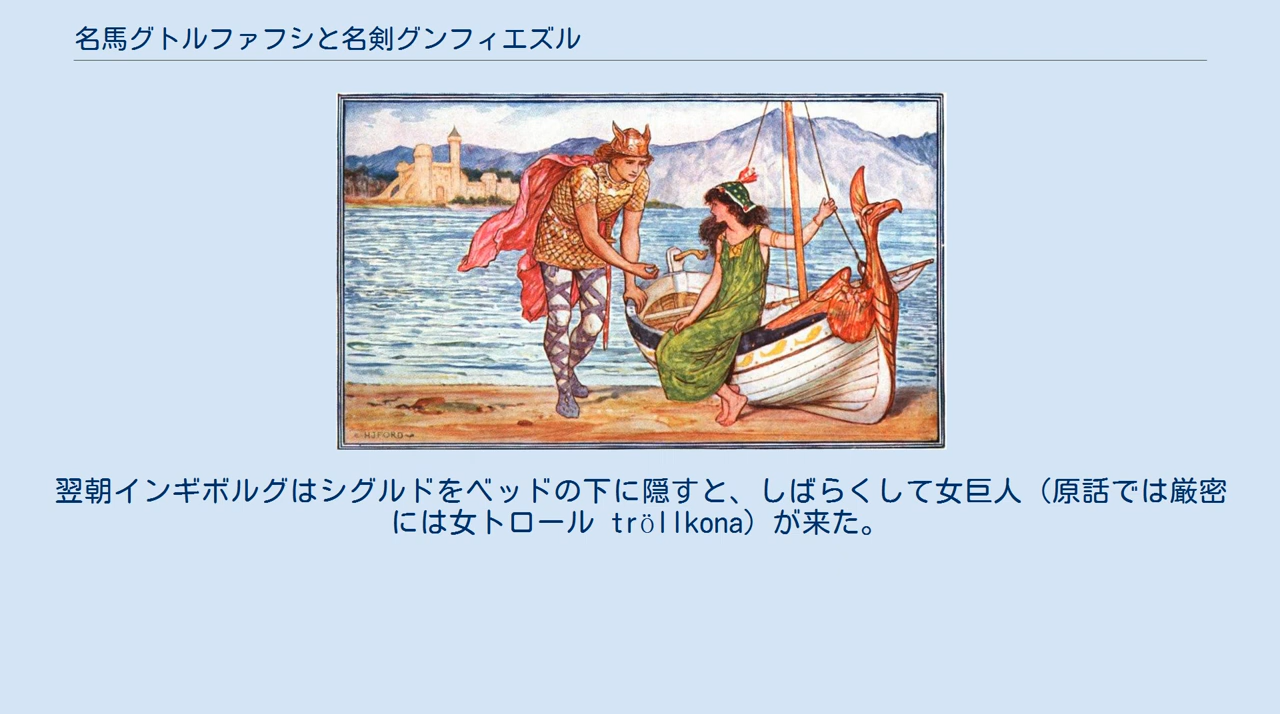 名馬グトルファフシと名剣グンフィエズル
H.J.FORD
翌朝インギボルグはシグルドをベッドの下に隠すと、しばらくして女巨人（原話では厳密
には女トロール tröllkona）が来た。